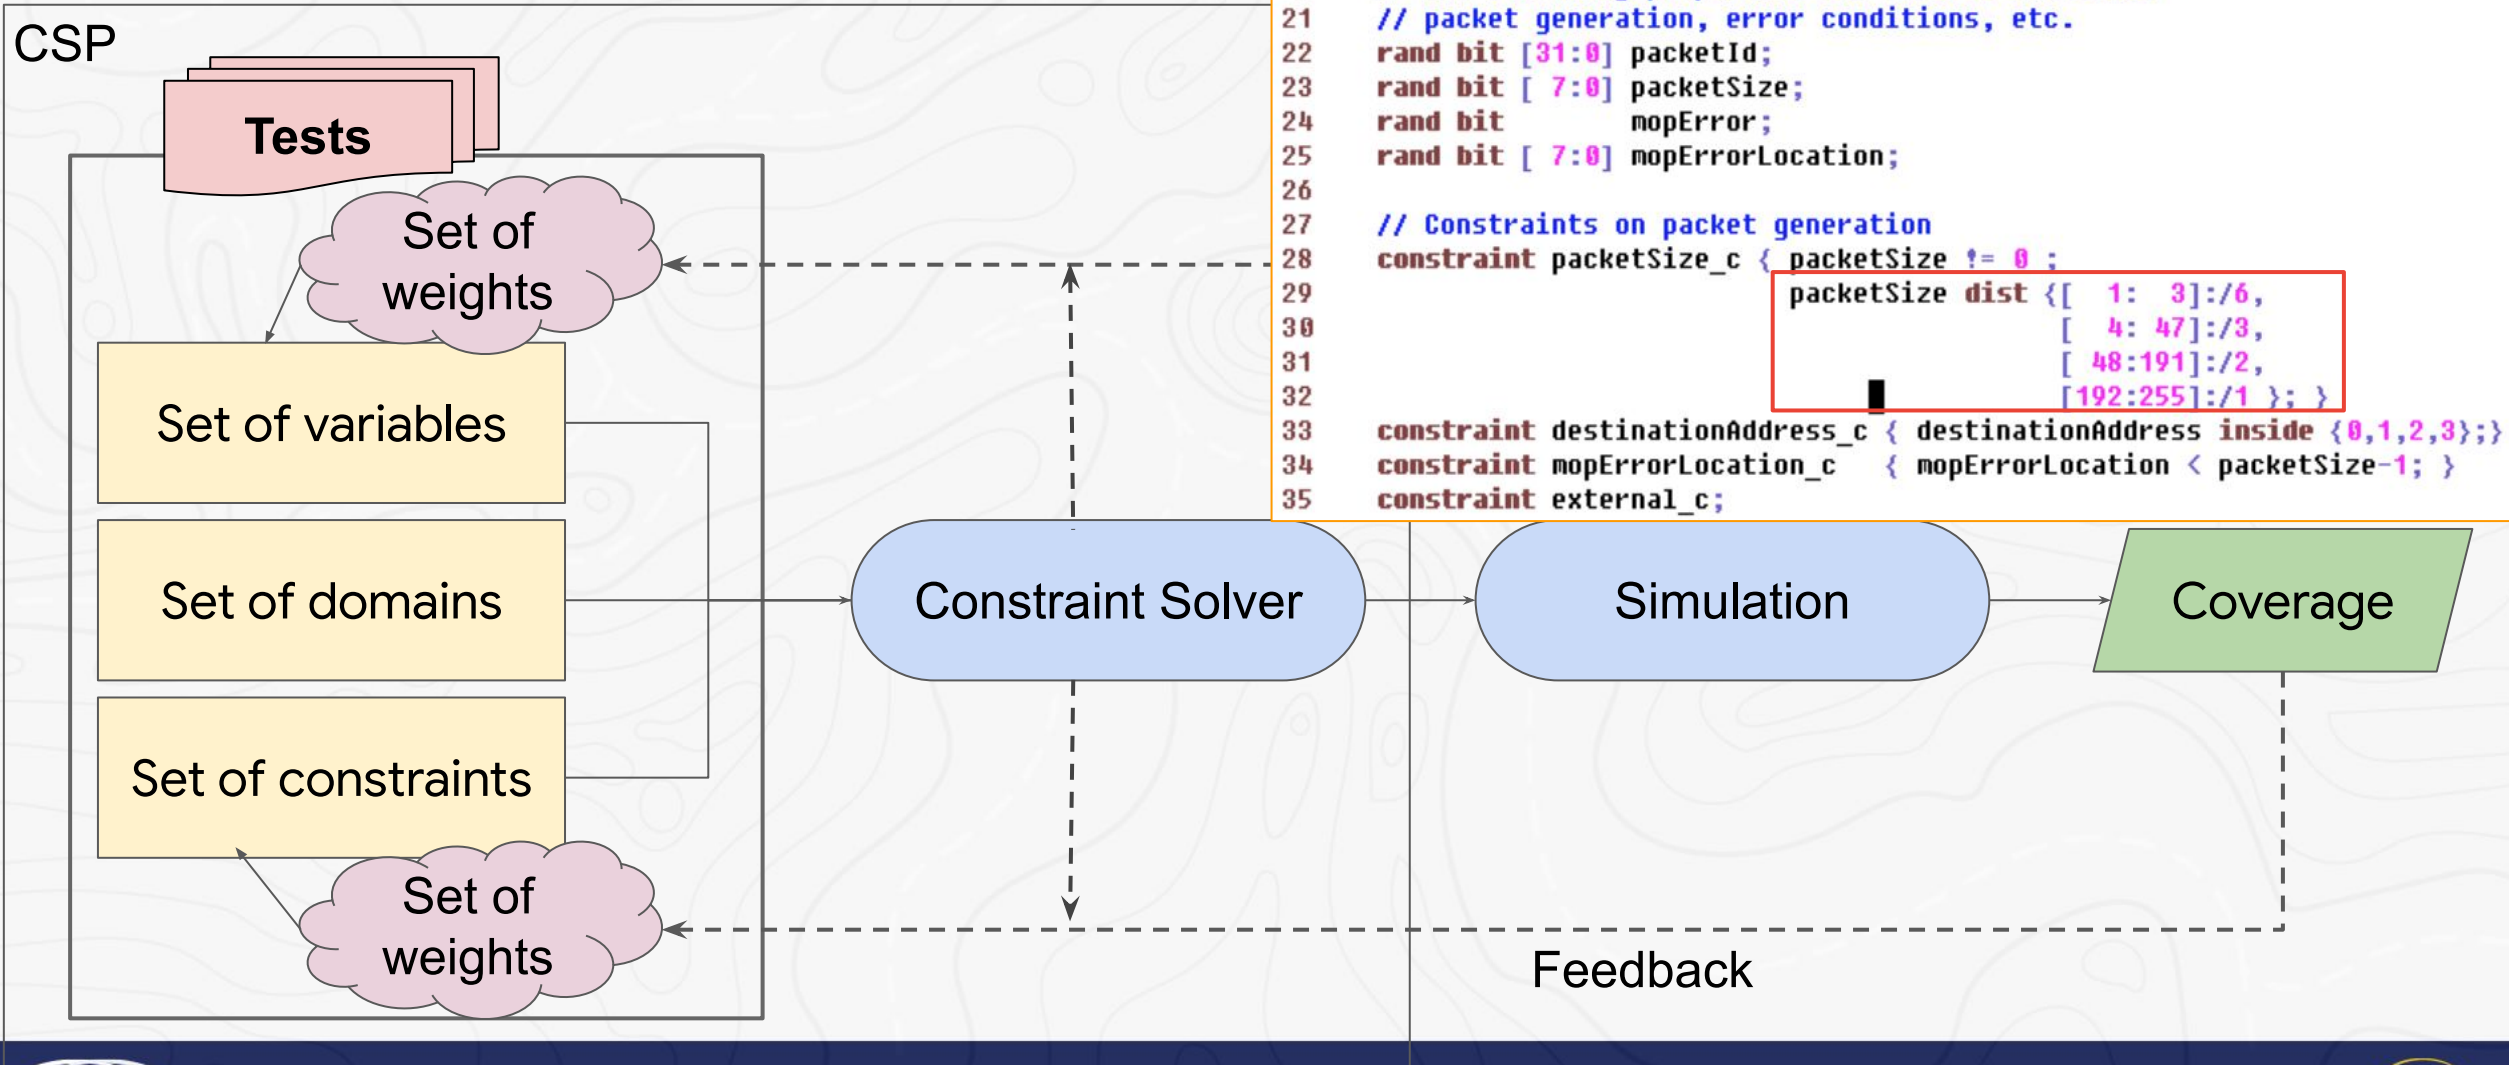 CSP
Tests
Set of
weights
Set of variables
Set of domains
Set of constraints
Set of
weights
Constraint Solver
Simulation
Coverage
Feedback
21 // packet generation, error conditions, etc.
22 rand bit [31:0] packetId;
23 rand bit [ 7:0] packetSize;
24 rand bit mopError;
25 rand bit [ 7:0] mopErrorLocation;
26
27 // Constraints on packet generation
28 constraint packetSize_c { packetSize != 0 ;
29 packetSize dist {[ 1: 3]:/6,
30 [ 4: 47]:/3,
31 [ 48:191]:/2,
32 [192:255]:/1 }; }
33 constraint destinationAddress_c { destinationAddress inside {0,1,2,3};}
34 constraint mopErrorLocation_c { mopErrorLocation < packetSize-1; }
35 constraint external_c;